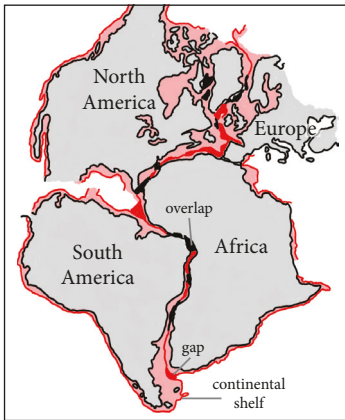 North
America
Europe
overlap
South
America
Africa
gap
continental
shelf